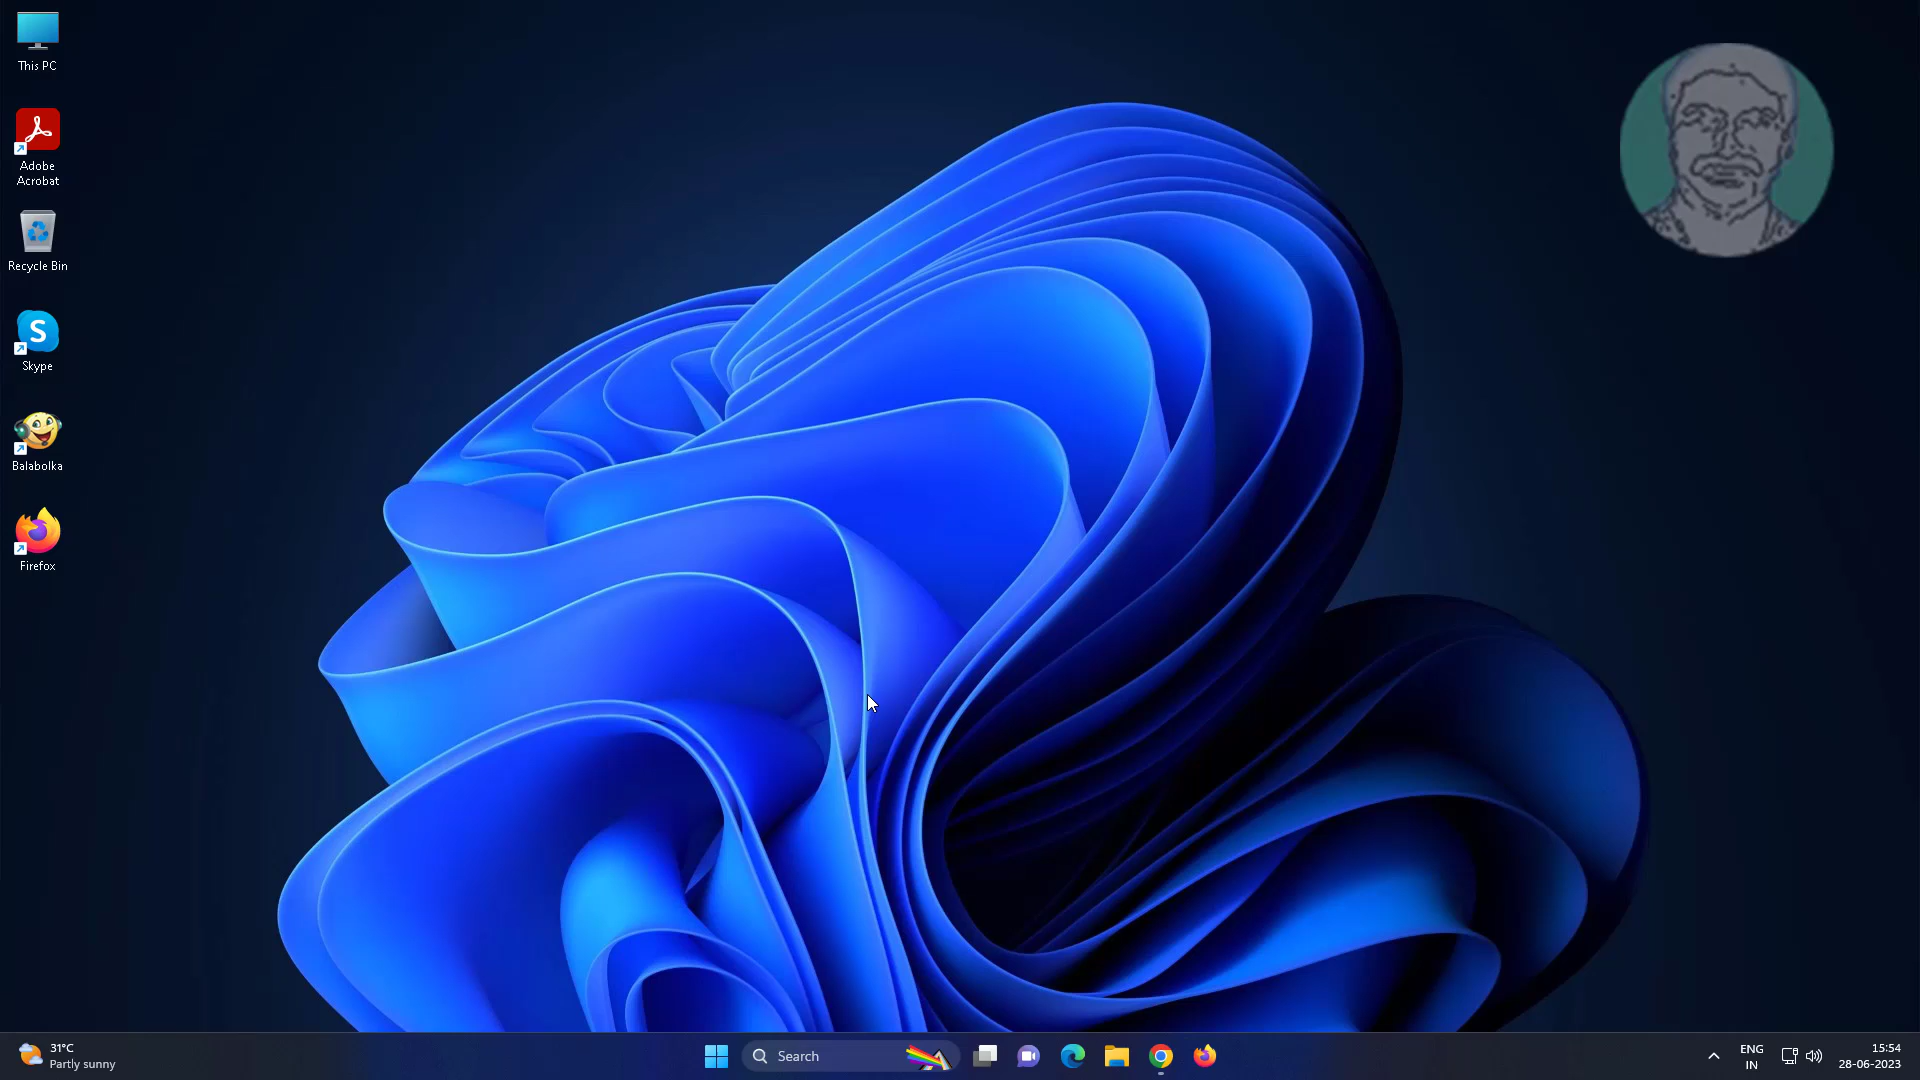 This PC
Adobe
Acrobat
Recycle Bin
S
Skype
Balabolka
Firefox
31°C
Partly sunny
Search
ENG
IN
15:54
28-06-2023